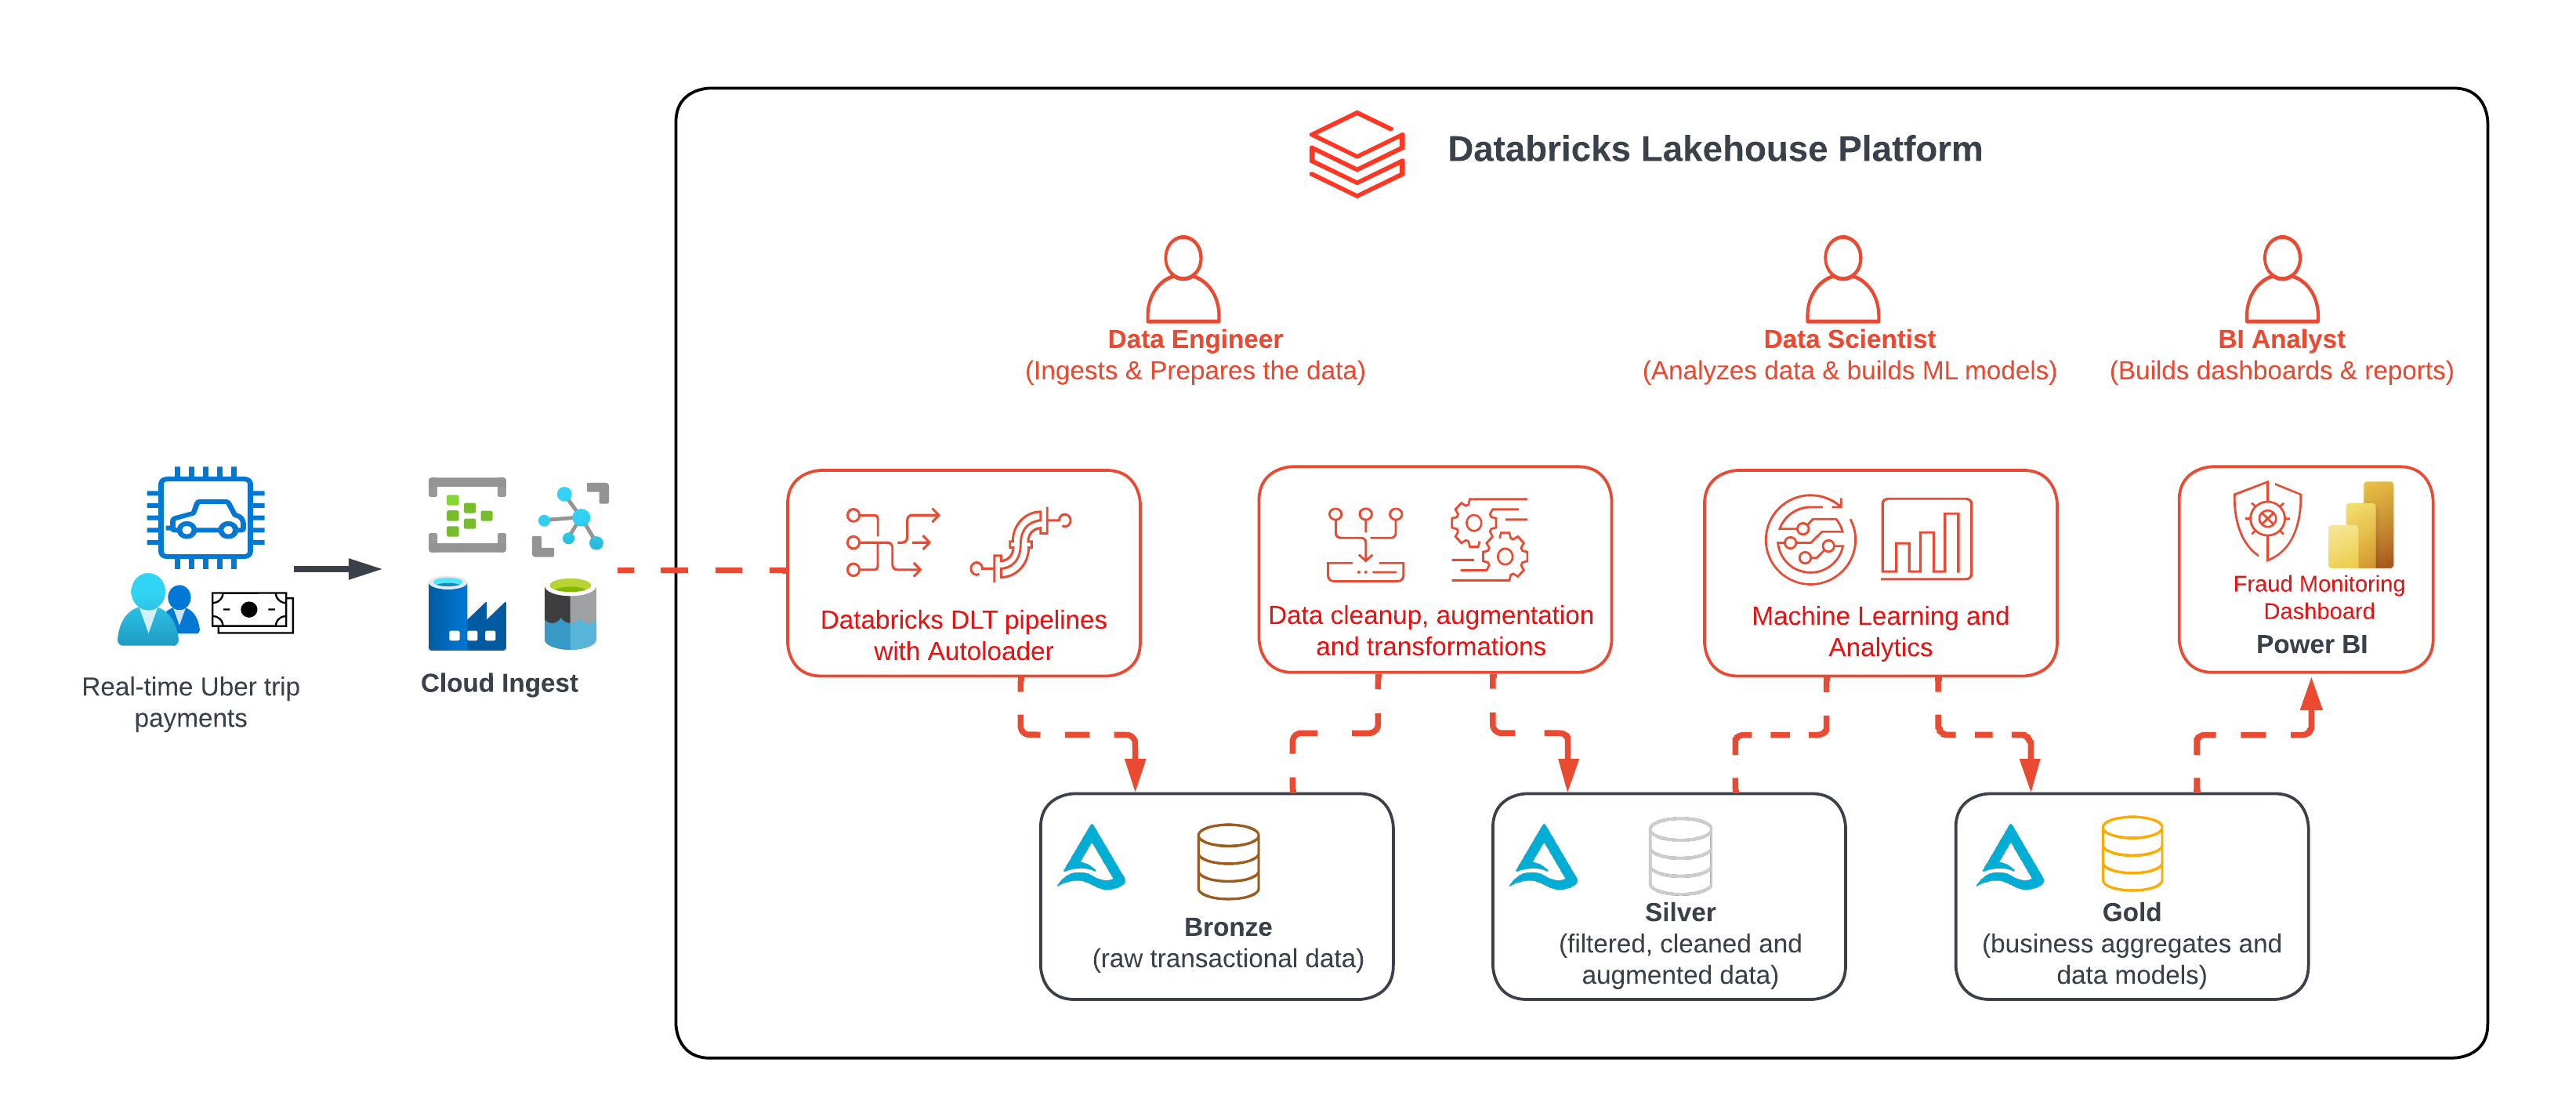 Databricks Lakehouse Platform
Data Engineer
(Ingests & Prepares the data)
Data Scientist
(Analyzes data & builds ML models)
BI Analyst
(Builds dashboards & reports)
Real-time Uber trip
payments
Cloud Ingest
Databricks DLT pipelines
with Autoloader
Data cleanup, augmentation
and transformations
Machine Learning and
Analytics
Fraud Monitoring
Dashboard
Power BI
Bronze
(raw transactional data)
Silver
(filtered, cleaned and
augmented data)
Gold
(business aggregates and
data models)